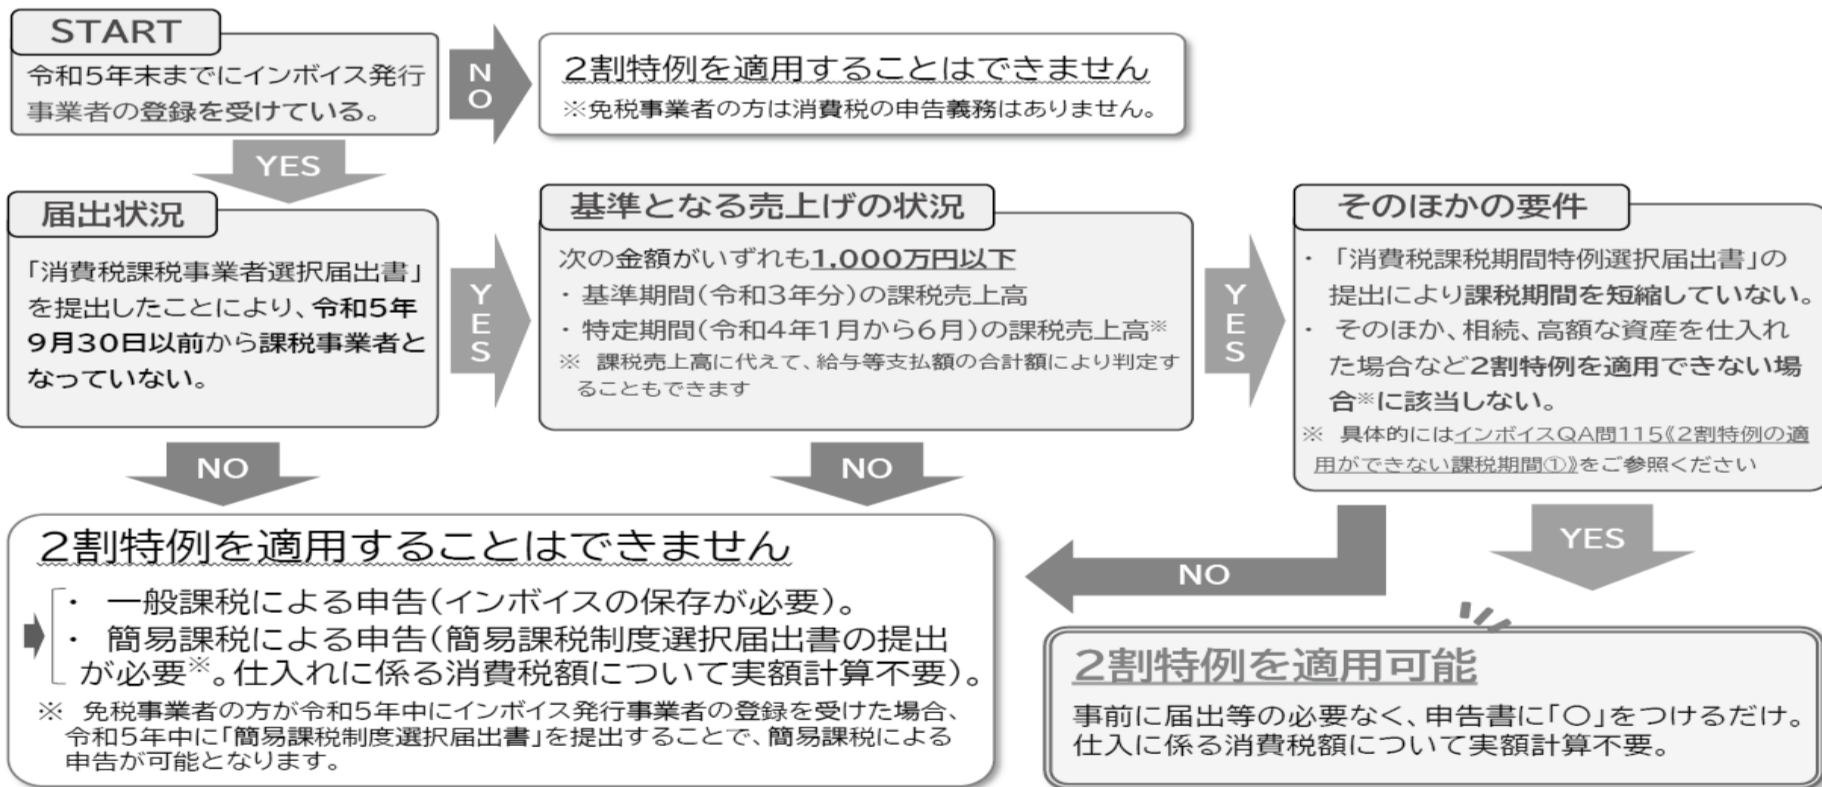 START
令和5年末までにインボイス発行
事業者の登録を受けている。
NO
2割特例を適用することはできません
※免税事業者の方は消費税の申告義務はありません。
YES
届出状況
「消費税課税事業者選択届出書」
を提出したことにより、令和5年
9月30日以前から課税事業者と
なっていない。
YES
基準となる売上げの状況
次の金額がいずれも1,000万円以下
・ 基準期間(令和3年分)の課税売上高
・ 特定期間(令和4年1月から6月)の課税売上高※
※ 課税売上高に代えて、給与等支払額の合計額により判定す
ることもできます
YES
そのほかの要件
・ 「消費税課税期間特例選択届出書」の
提出により課税期間を短縮していない。
・ そのほか、相続、高額な資産を仕入れ
た場合など2割特例を適用できない場
合※に該当しない。
※ 具体的にはインボイスQA問115《2割特例の適
用ができない課税期間①》をご参照ください
NO
NO
NO
YES
2割特例を適用することはできません
・ 一般課税による申告(インボイスの保存が必要)。
・ 簡易課税による申告(簡易課税制度選択届出書の提出
が必要※。仕入れに係る消費税額について実額計算不要)。
※ 免税事業者の方が令和5年中にインボイス発行事業者の登録を受けた場合、
令和5年中に「簡易課税制度選択届出書」を提出することで、簡易課税による
申告が可能となります。
2割特例を適用可能
事前に届出等の必要なく、申告書に「○」をつけるだけ。
仕入に係る消費税額について実額計算不要。